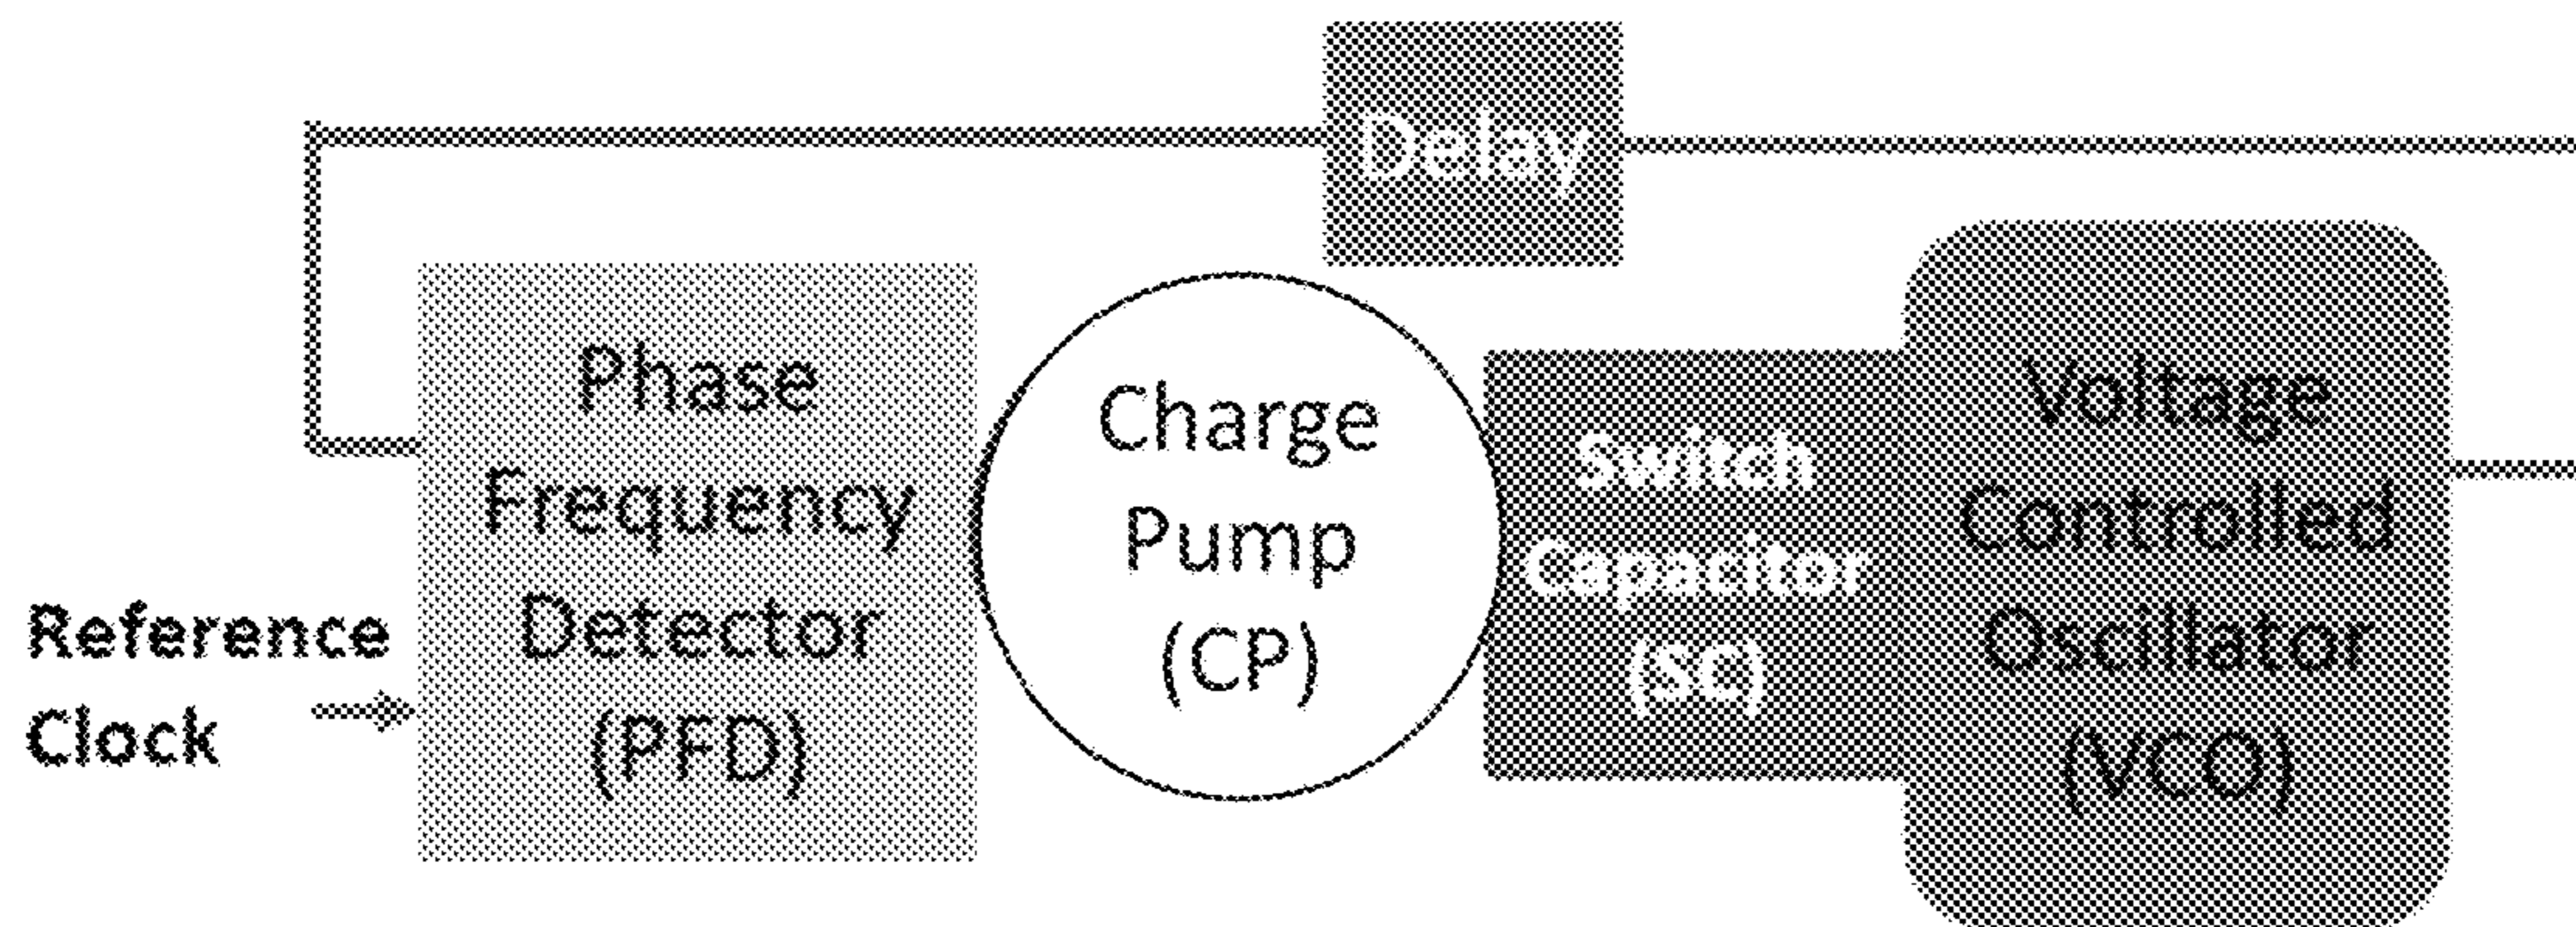 Delay
Phase
Frequency
Detector
(PFD)
Charge
Pump
(CP)
Switch
Capacitor
(SC)
Voltage
Controlled
Oscillator
(VCO)
Reference
Clock